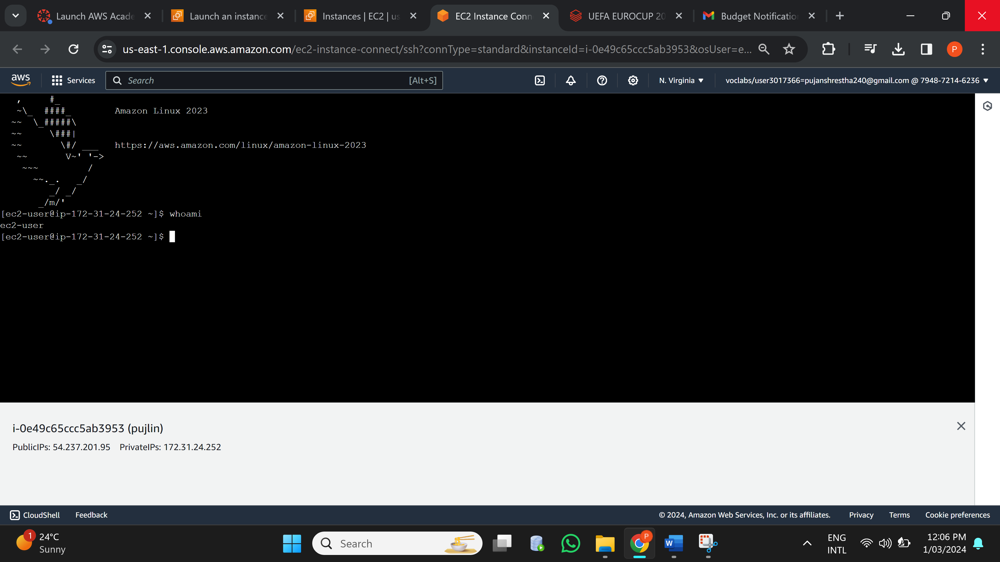 Launch AWS Acade
Launch an instance
Instances | EC2 | us
EC2 Instance Conn
UEFA EUROCUP 20
Budget Notification
us-east-1.console.aws.amazon.com/ec2-instance-connect/ssh?connType=standard&instanceId=i-0e49c65ccc5ab3953&osUser=e...
P
aws
Services
Search
[Alt+S]
N. Virginia
voclabs/user3017366=pujanshrestha240@gmail.com @ 7948-7214-6236
   ,     #_
   ~\_  ####_        Amazon Linux 2023
  ~~  \_#####\
  ~~     \###|
  ~~       \#/ ___   https://aws.amazon.com/linux/amazon-linux-2023
   ~~       V~' '->
    ~~~         /
      ~~._.   _/
         _/ _/
       _/m/'
[ec2-user@ip-172-31-24-252 ~]$ whoami
ec2-user
[ec2-user@ip-172-31-24-252 ~]$
i-0e49c65ccc5ab3953 (pujlin)
PublicIPs: 54.237.201.95 PrivateIPs: 172.31.24.252
CloudShell
Feedback
© 2024, Amazon Web Services, Inc. or its affiliates.
Privacy
Terms
Cookie preferences
1
24°C
Sunny
Search
P
W
ENG
INTL
12:06 PM
1/03/2024